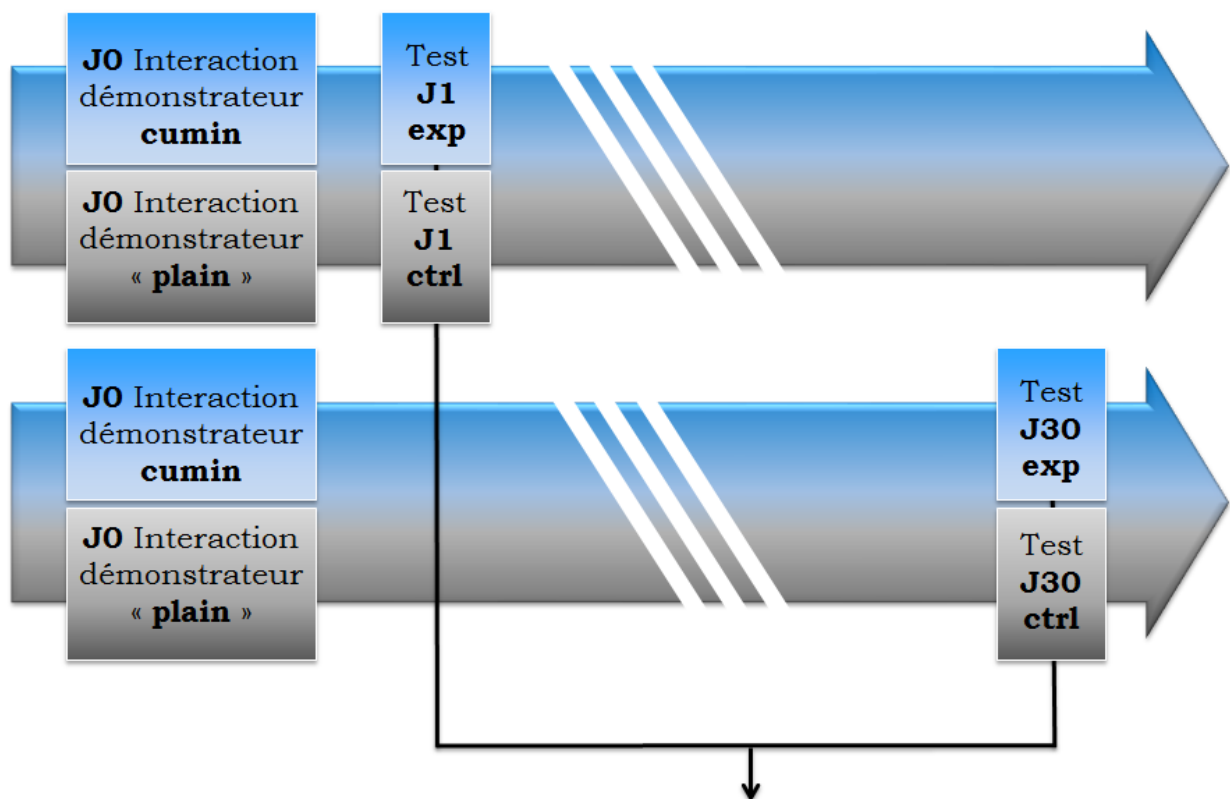 J0 Interaction
démonstrateur
cumin
Test
J1
exp
J0 Interaction
démonstrateur
« plain »
Test
J1
ctrl
J0 Interaction
démonstrateur
cumin
Test
J30
exp
J0 Interaction
démonstrateur
« plain »
Test
J30
ctrl